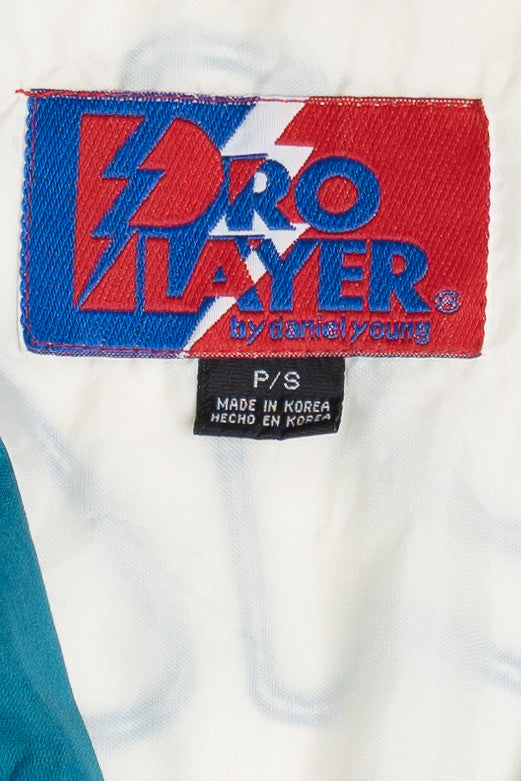 PRO
PLAYER®
by daniel young
P/S
MADE IN KOREA
HECHO EN KOREA